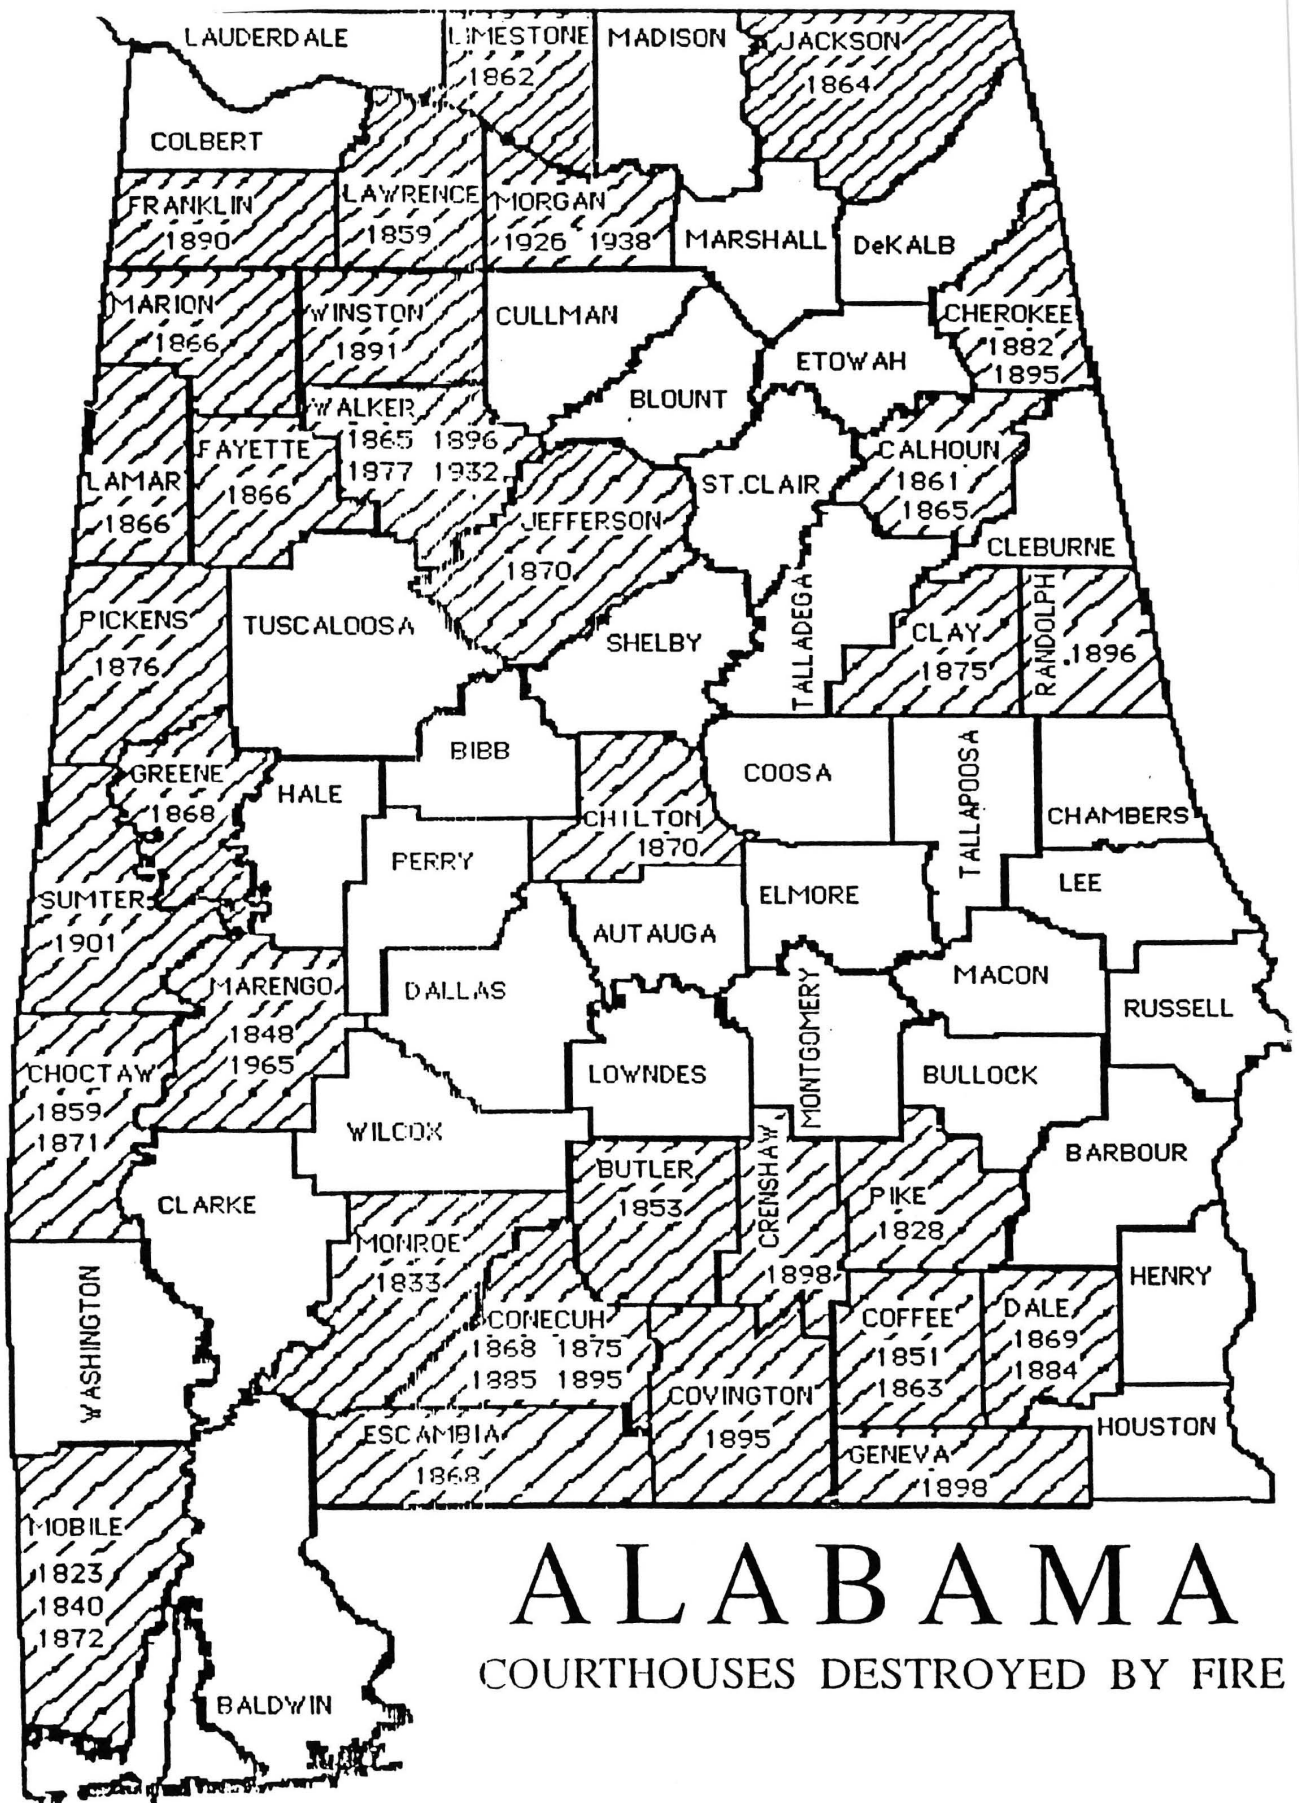 LAUDERDALE
LIMESTONE
1862
MADISON
JACKSON
1864
COLBERT
FRANKLIN
1890
LAWRENCE
1859
MORGAN
1926 1938
MARSHALL
DeKALB
MARION
1866
WINSTON
1891
CULLMAN
CHEROKEE
1882
1895
ETOWAH
BLOUNT
WALKER
1865 1896
1877 1932
LAMAR
1866
FAYETTE
1866
JEFFERSON
1870
ST.CLAIR
CALHOUN
1861
1865
CLEBURNE
PICKENS
1876
TUSCALOOSA
SHELBY
TALLADEGA
CLAY
1875
RANDOLPH
1896
GREENE
1868
HALE
BIBB
CHILTON
1870
COOSA
TALLAPOOSA
CHAMBERS
PERRY
SUMTER
1901
AUTAUGA
ELMORE
LEE
MARENGO
1848
1965
DALLAS
MONTGOMERY
MACON
RUSSELL
CHOCTAW
1859
1871
LOWNDES
BULLOCK
WILCOX
BARBOUR
CLARKE
BUTLER
1853
CRENSHAW
1898
PIKE
1828
MONROE
1833
WASHINGTON
CONECUH
1868 1875
1885 1895
COFFEE
1851
1863
DALE
1869
1884
HENRY
COVINGTON
1895
ESCAMBIA
1868
GENEVA
1898
HOUSTON
MOBILE
1823
1840
1872
BALDWIN
ALABAMA
COURTHOUSES DESTROYED BY FIRE